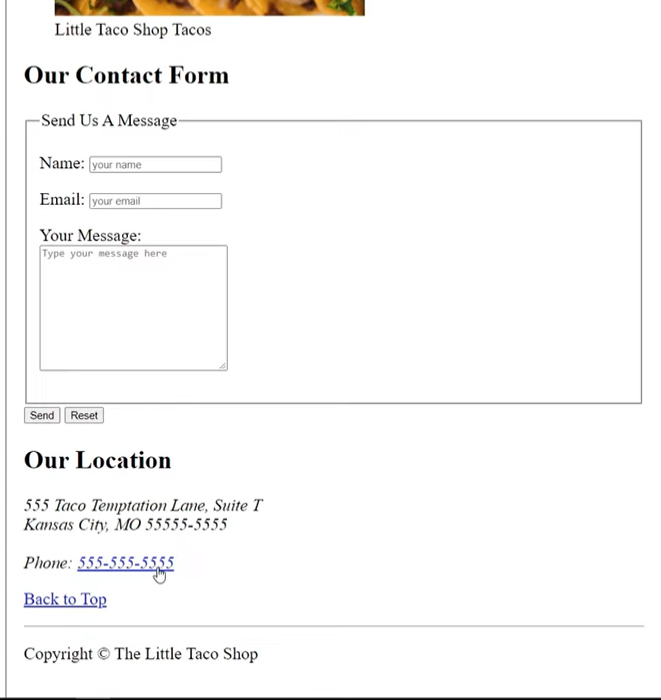 Little Taco Shop Tacos
Our Contact Form
Send Us A Message
Name: your name
Email: your email
Your Message:
Type your message here
Send Reset
Our Location
555 Taco Temptation Lane, Suite T
Kansas City, MO 55555-5555
Phone: 555-555-5555
Back to Top
Copyright © The Little Taco Shop